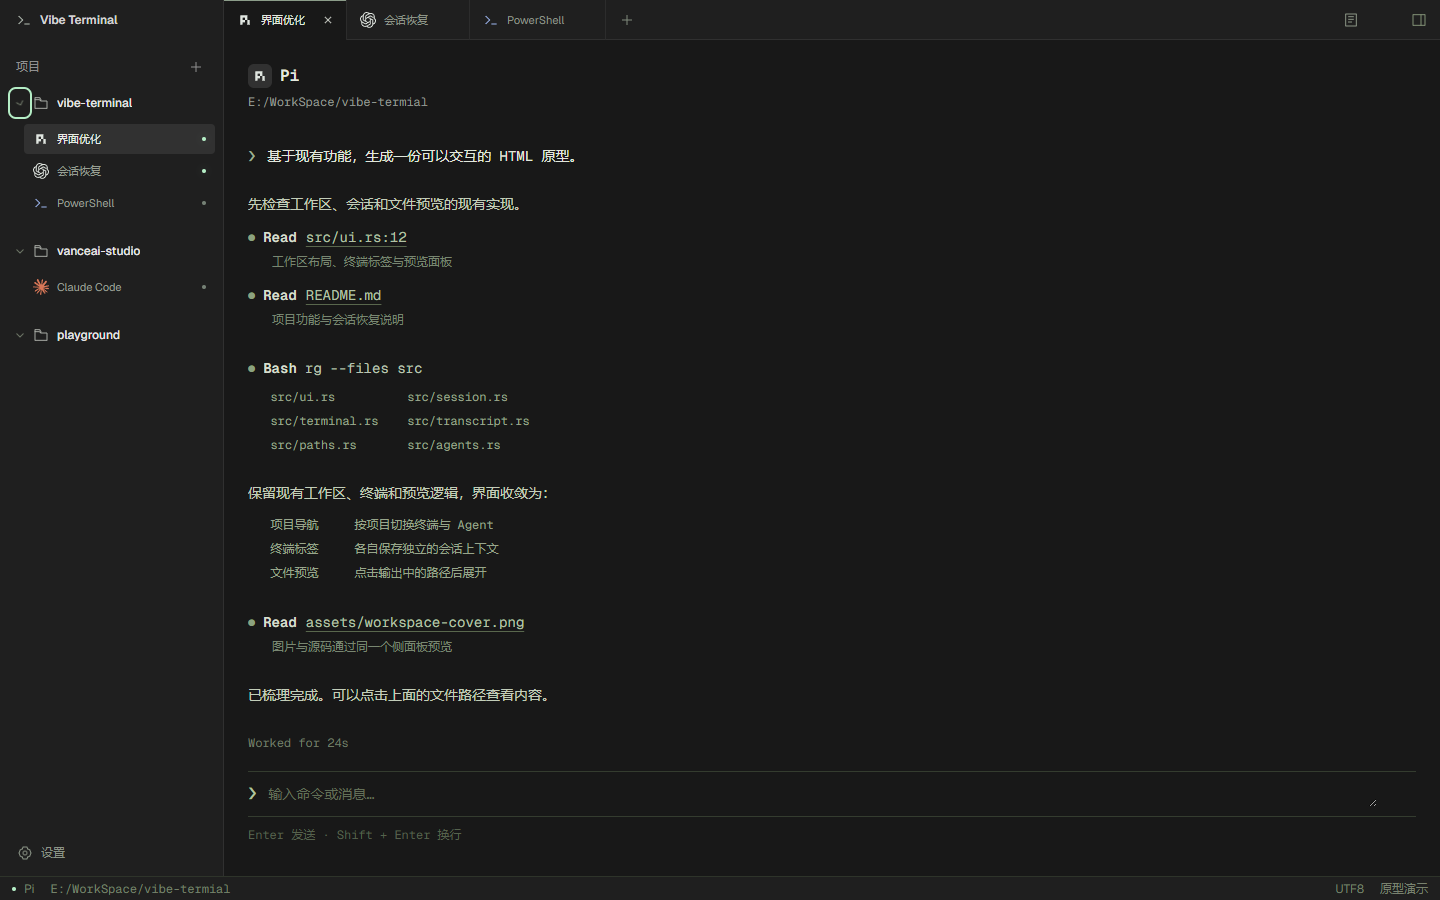 Vibe Terminal
界面优化
会话恢复
PowerShell
项目
vibe-terminal
界面优化
会话恢复
PowerShell
vanceai-studio
Claude Code
playground
设置
Pi
E:/WorkSpace/vibe-termial
❯ 基于现有功能，生成一份可以交互的 HTML 原型。
先检查工作区、会话和文件预览的现有实现。
Read src/ui.rs:12
工作区布局、终端标签与预览面板
Read README.md
项目功能与会话恢复说明
Bash rg --files src
src/ui.rs src/session.rs
src/terminal.rs src/transcript.rs
src/paths.rs src/agents.rs
保留现有工作区、终端和预览逻辑，界面收敛为：
项目导航 按项目切换终端与 Agent
终端标签 各自保存独立的会话上下文
文件预览 点击输出中的路径后展开
Read assets/workspace-cover.png
图片与源码通过同一个侧面板预览
已梳理完成。可以点击上面的文件路径查看内容。
Worked for 24s
❯ 输入命令或消息…
Enter 发送 · Shift + Enter 换行
Pi E:/WorkSpace/vibe-termial
UTF8 原型演示